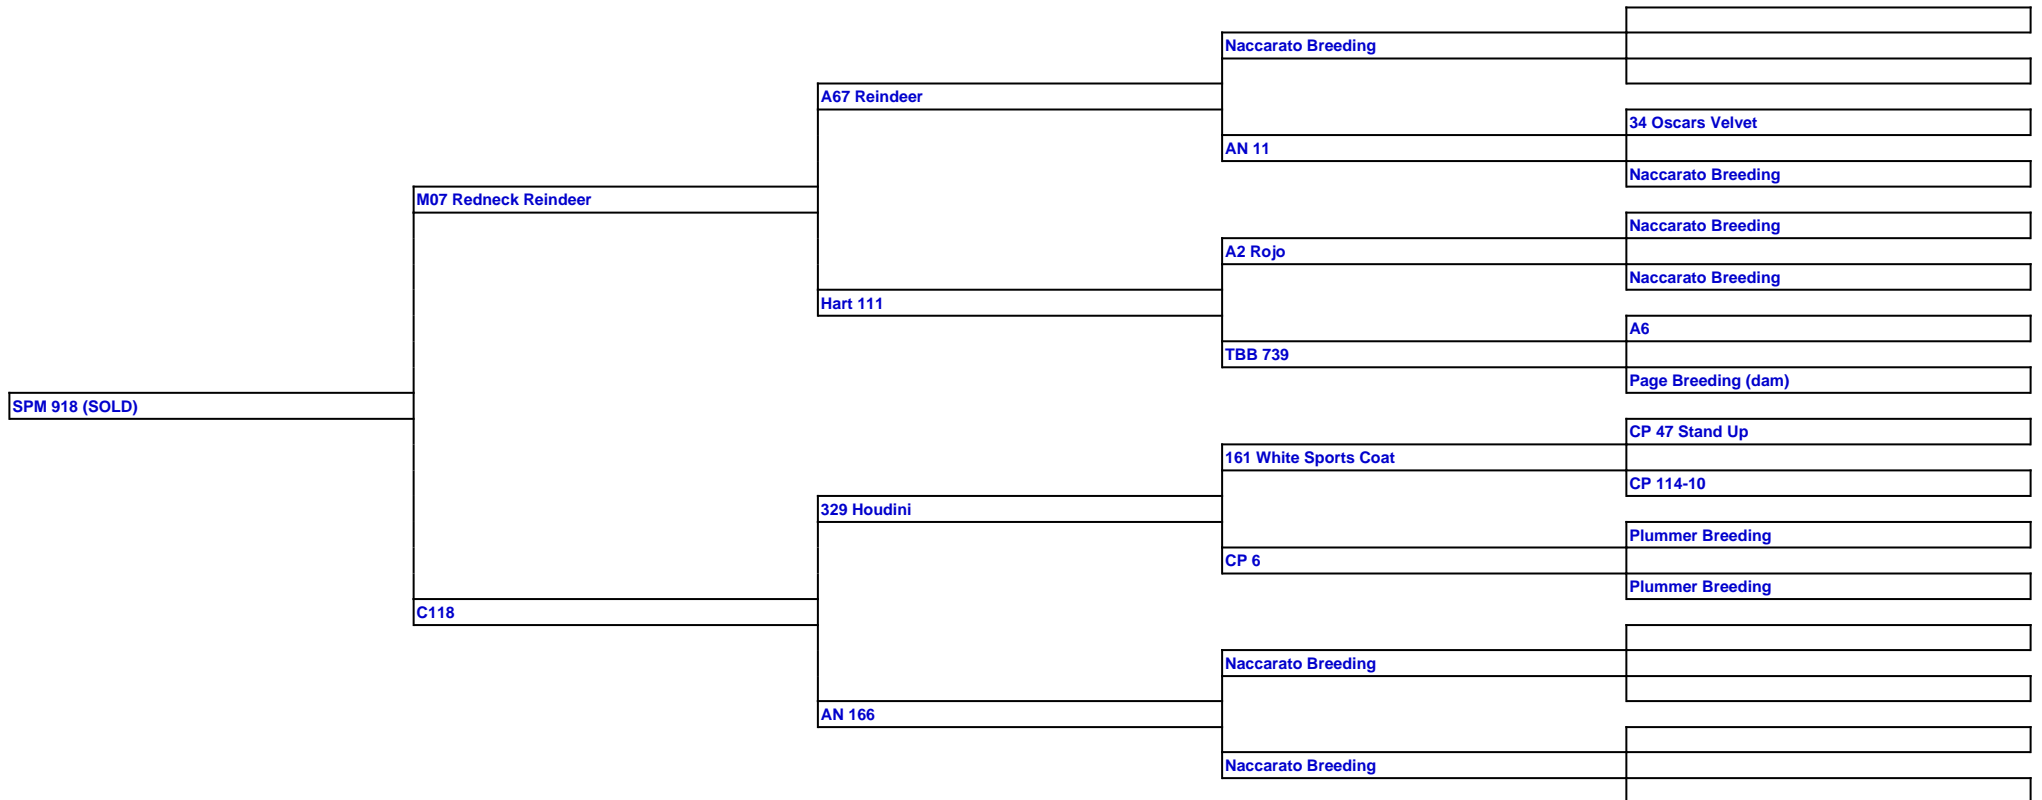 Naccarato Breeding
A67 Reindeer
34 Oscars Velvet
AN 11
Naccarato Breeding
M07 Redneck Reindeer
Naccarato Breeding
A2 Rojo
Naccarato Breeding
Hart 111
A6
TBB 739
Page Breeding (dam)
SPM 918 (SOLD)
CP 47 Stand Up
161 White Sports Coat
CP 114-10
329 Houdini
Plummer Breeding
CP 6
Plummer Breeding
C118
Naccarato Breeding
AN 166
Naccarato Breeding